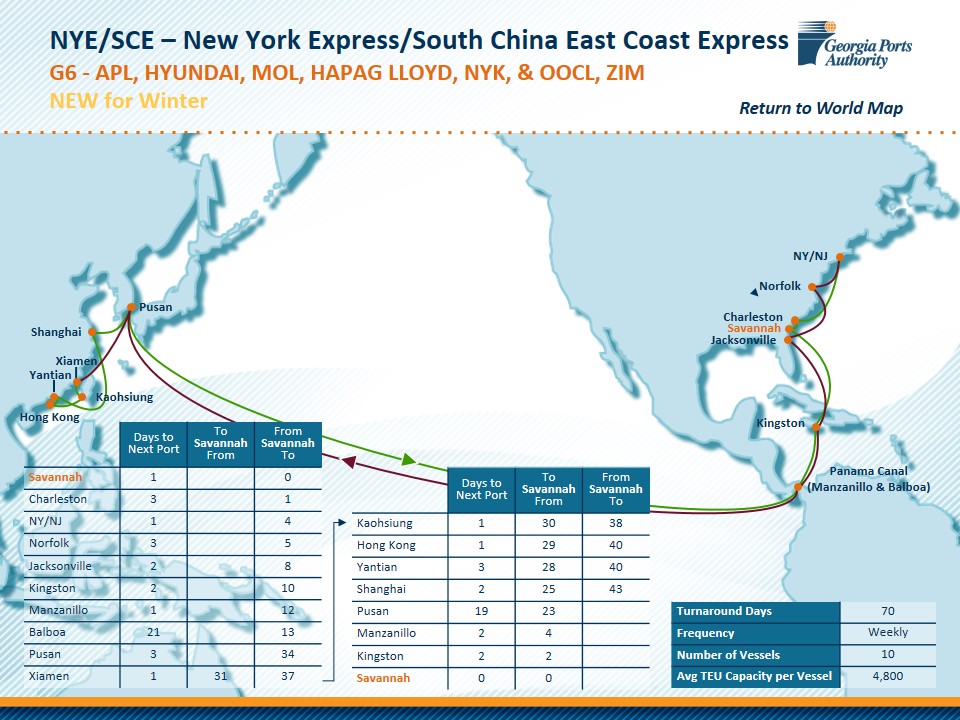 NYE/SCE – New York Express/South China East Coast Express
G6 - APL, HYUNDAI, MOL, HAPAG LLOYD, NYK, & OOCL, ZIM
NEW for Winter
Georgia Ports
Authority
Return to World Map
NY/NJ
Norfolk
Charleston
Savannah
Jacksonville
Kingston
Panama Canal
(Manzanillo & Balboa)
Pusan
Shanghai
Xiamen
Yantian
Kaohsiung
Hong Kong
Days to Next Port To Savannah From From Savannah To
Savannah 1 0
Charleston 3 1
NY/NJ 1 4
Norfolk 3 5
Jacksonville 2 8
Kingston 2 10
Manzanillo 1 12
Balboa 21 13
Pusan 3 34
Xiamen 1 31 37
Days to Next Port To Savannah From From Savannah To
Kaohsiung 1 30 38
Hong Kong 1 29 40
Yantian 3 28 40
Shanghai 2 25 43
Pusan 19 23
Manzanillo 2 4
Kingston 2 2
Savannah 0 0
Turnaround Days 70
Frequency Weekly
Number of Vessels 10
Avg TEU Capacity per Vessel 4,800